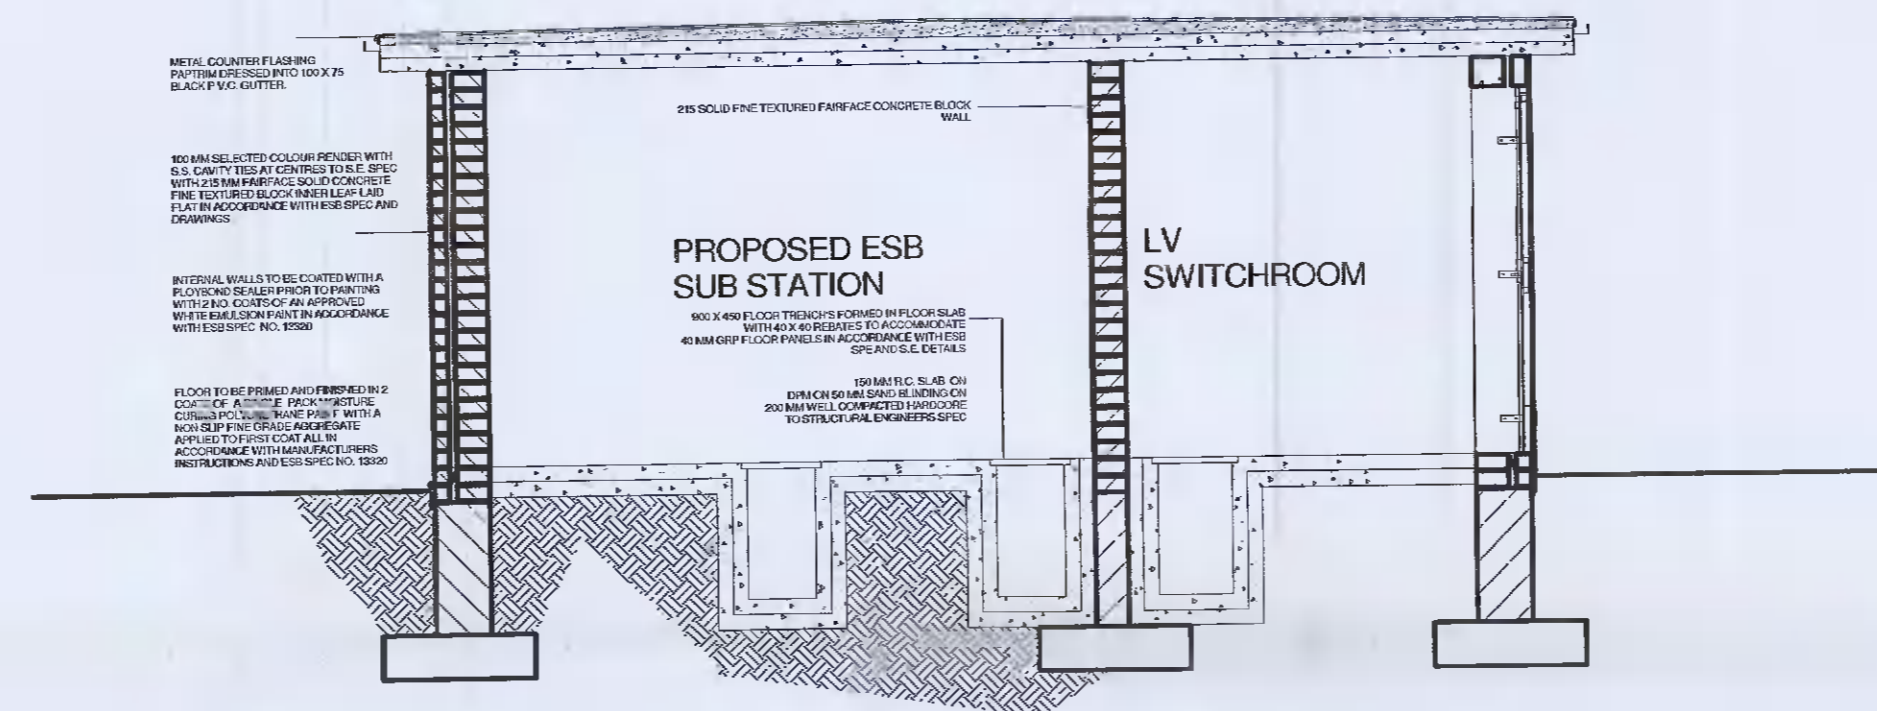 METAL COUNTER FLASHING
PAPTRIM DRESSED INTO 100 X 75
BLACK P.V.C. GUTTER.
100 MM SELECTED COLOUR RENDER WITH
S.S. CAVITY TIES AT CENTRES TO S.E. SPEC
WITH 215 MM FAIRFACE SOLID CONCRETE
FINE TEXTURED BLOCK INNER LEAF LAID
FLAT IN ACCORDANCE WITH ESB SPEC AND
DRAWINGS
INTERNAL WALLS TO BE COATED WITH A
PLOYBOND SEALER PRIOR TO PAINTING
WITH 2 NO. COATS OF AN APPROVED
WHITE EMULSION PAINT IN ACCORDANCE
WITH ESB SPEC NO. 13320
FLOOR TO BE PRIMED AND FINISHED IN 2
COATS OF A SINGLE PACK MOISTURE
CURING POLYURETHANE PAINT WITH A
NON SLIP FINE GRADE AGGREGATE
APPLIED TO FIRST COAT ALL IN
ACCORDANCE WITH MANUFACTURERS
INSTRUCTIONS AND ESB SPEC NO. 13320
215 SOLID FINE TEXTURED FAIRFACE CONCRETE BLOCK
WALL
PROPOSED ESB
SUB STATION
900 X 450 FLOOR TRENCH'S FORMED IN FLOOR SLAB
WITH 40 X 40 REBATES TO ACCOMMODATE
40 MM GRP FLOOR PANELS IN ACCORDANCE WITH ESB
SPE AND S.E. DETAILS
150 MM R.C. SLAB ON
DPM ON 50 MM SAND BLINDING ON
200 MM WELL COMPACTED HARDCORE
TO STRUCTURAL ENGINEERS SPEC
LV
SWITCHROOM